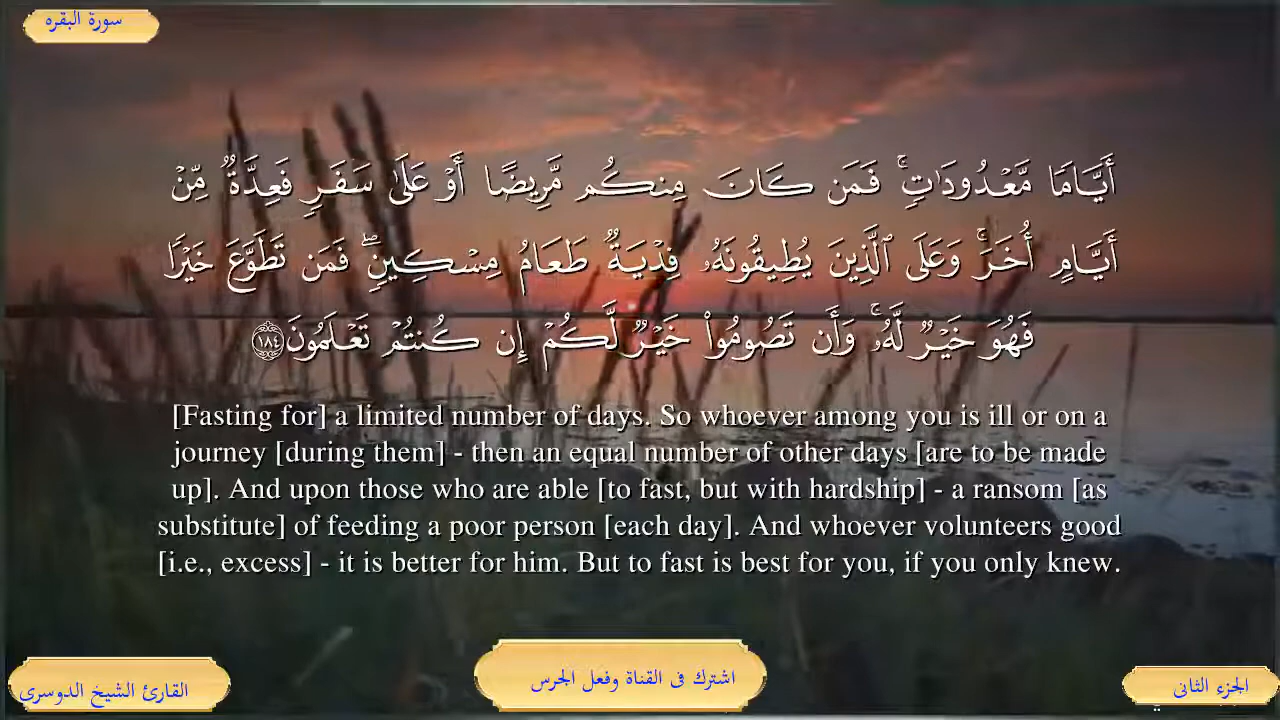 سورة البقره
أَيَّامًا مَّعْدُودَٰتٍ ۚ فَمَن كَانَ مِنكُم مَّرِيضًا أَوْ عَلَىٰ سَفَرٍ فَعِدَّةٌ مِّنْ
أَيَّامٍ أُخَرَ ۚ وَعَلَى ٱلَّذِينَ يُطِيقُونَهُۥ فِدْيَةٌ طَعَامُ مِسْكِينٍ ۖ فَمَن تَطَوَّعَ خَيْرًا
فَهُوَ خَيْرٌ لَّهُۥ ۚ وَأَن تَصُومُوا۟ خَيْرٌ لَّكُمْ إِن كُنتُمْ تَعْلَمُونَ ١٨٤
[Fasting for] a limited number of days. So whoever among you is ill or on a
journey [during them] - then an equal number of other days [are to be made
up]. And upon those who are able [to fast, but with hardship] - a ransom [as
substitute] of feeding a poor person [each day]. And whoever volunteers good
[i.e., excess] - it is better for him. But to fast is best for you, if you only knew.
القارئ الشيخ الدوسرى
اشترك فى القناة وفعل الجرس
الجزء الثانى